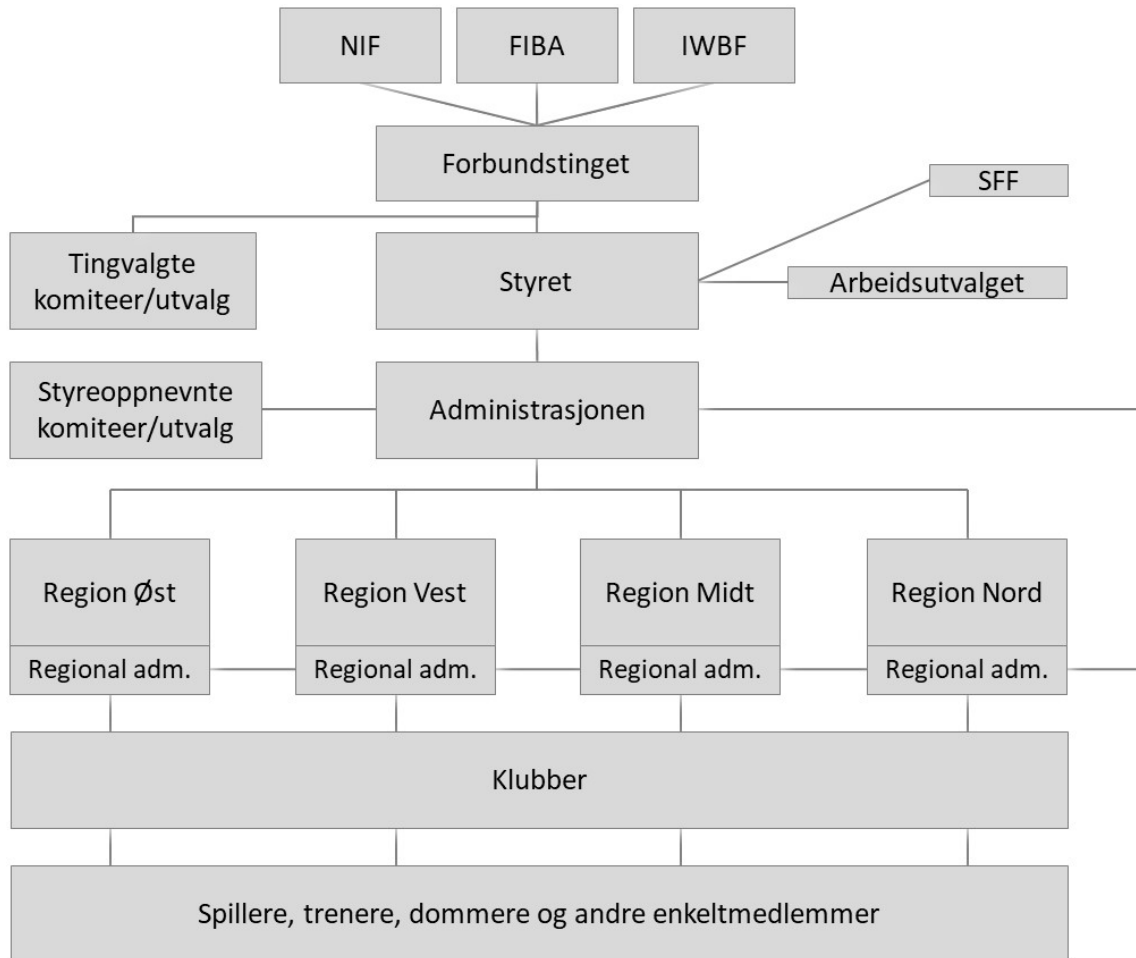 NIF
FIBA
IWBF
Forbundstinget
SFF
Tingvalgte
komiteer/utvalg
Styret
Arbeidsutvalget
Styreoppnevnte
komiteer/utvalg
Administrasjonen
Region Øst
Region Vest
Region Midt
Region Nord
Regional adm.
Regional adm.
Regional adm.
Regional adm.
Klubber
Spillere, trenere, dommere og andre enkeltmedlemmer